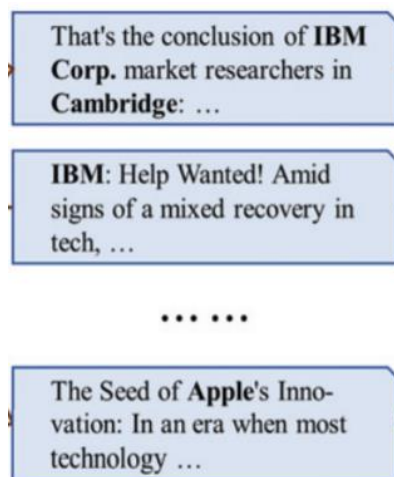 That's the conclusion of IBM
Corp. market researchers in
Cambridge: …
IBM: Help Wanted! Amid
signs of a mixed recovery in
tech, …
…  …
The Seed of Apple's Inno-
vation: In an era when most
technology …